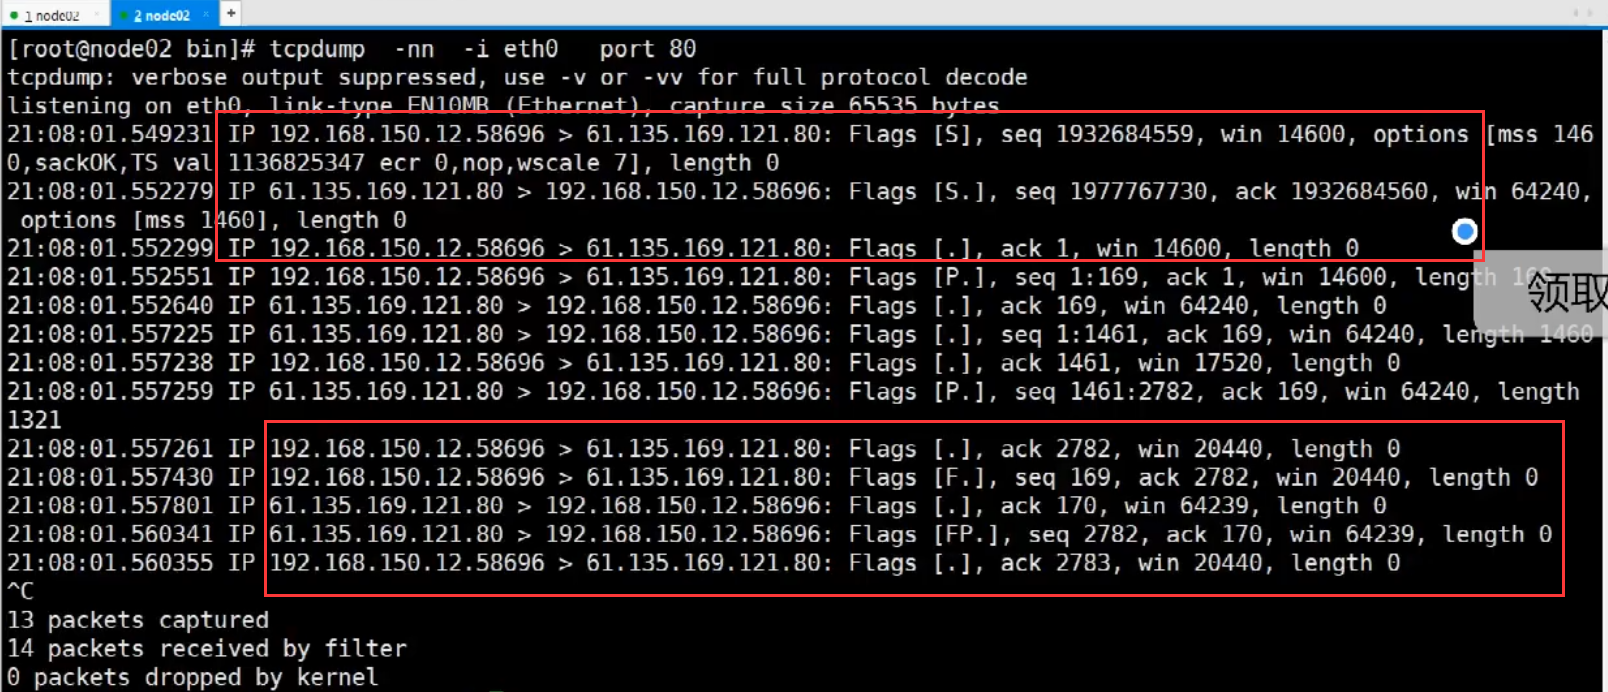 1 node02
2 node02
+
[root@node02 bin]# tcpdump  -nn  -i eth0   port 80
tcpdump: verbose output suppressed, use -v or -vv for full protocol decode
listening on eth0, link-type EN10MB (Ethernet), capture size 65535 bytes
21:08:01.549231 IP 192.168.150.12.58696 > 61.135.169.121.80: Flags [S], seq 1932684559, win 14600, options [mss 146
0,sackOK,TS val 1136825347 ecr 0,nop,wscale 7], length 0
21:08:01.552279 IP 61.135.169.121.80 > 192.168.150.12.58696: Flags [S.], seq 1977767730, ack 1932684560, win 64240,
 options [mss 1460], length 0
21:08:01.552299 IP 192.168.150.12.58696 > 61.135.169.121.80: Flags [.], ack 1, win 14600, length 0
21:08:01.552551 IP 192.168.150.12.58696 > 61.135.169.121.80: Flags [P.], seq 1:169, ack 1, win 14600, length 168
领取
21:08:01.552640 IP 61.135.169.121.80 > 192.168.150.12.58696: Flags [.], ack 169, win 64240, length 0
21:08:01.557225 IP 61.135.169.121.80 > 192.168.150.12.58696: Flags [.], seq 1:1461, ack 169, win 64240, length 1460
21:08:01.557238 IP 192.168.150.12.58696 > 61.135.169.121.80: Flags [.], ack 1461, win 17520, length 0
21:08:01.557259 IP 61.135.169.121.80 > 192.168.150.12.58696: Flags [P.], seq 1461:2782, ack 169, win 64240, length
1321
21:08:01.557261 IP 192.168.150.12.58696 > 61.135.169.121.80: Flags [.], ack 2782, win 20440, length 0
21:08:01.557430 IP 192.168.150.12.58696 > 61.135.169.121.80: Flags [F.], seq 169, ack 2782, win 20440, length 0
21:08:01.557801 IP 61.135.169.121.80 > 192.168.150.12.58696: Flags [.], ack 170, win 64239, length 0
21:08:01.560341 IP 61.135.169.121.80 > 192.168.150.12.58696: Flags [FP.], seq 2782, ack 170, win 64239, length 0
21:08:01.560355 IP 192.168.150.12.58696 > 61.135.169.121.80: Flags [.], ack 2783, win 20440, length 0
^C
13 packets captured
14 packets received by filter
0 packets dropped by kernel